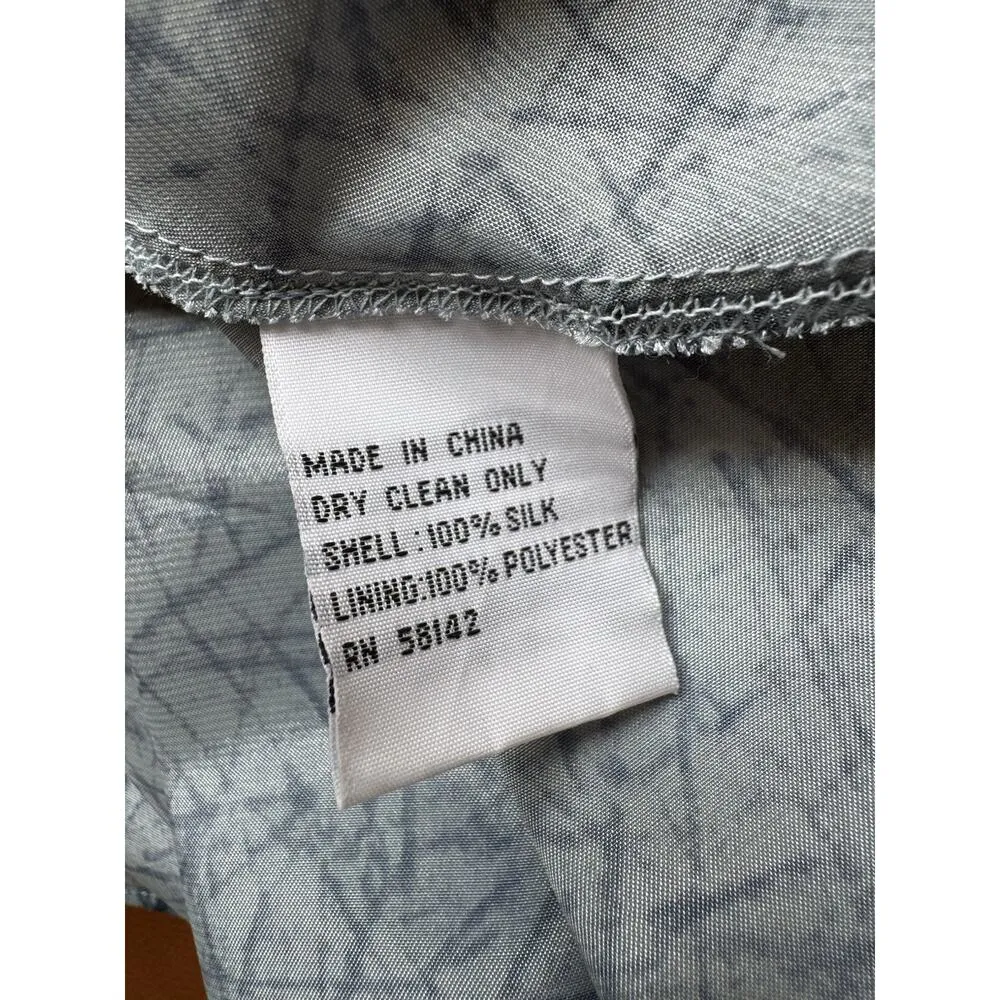 MADE IN CHINA
DRY CLEAN ONLY
SHELL:100% SILK
LINING:100% POLYESTER
RN 58142